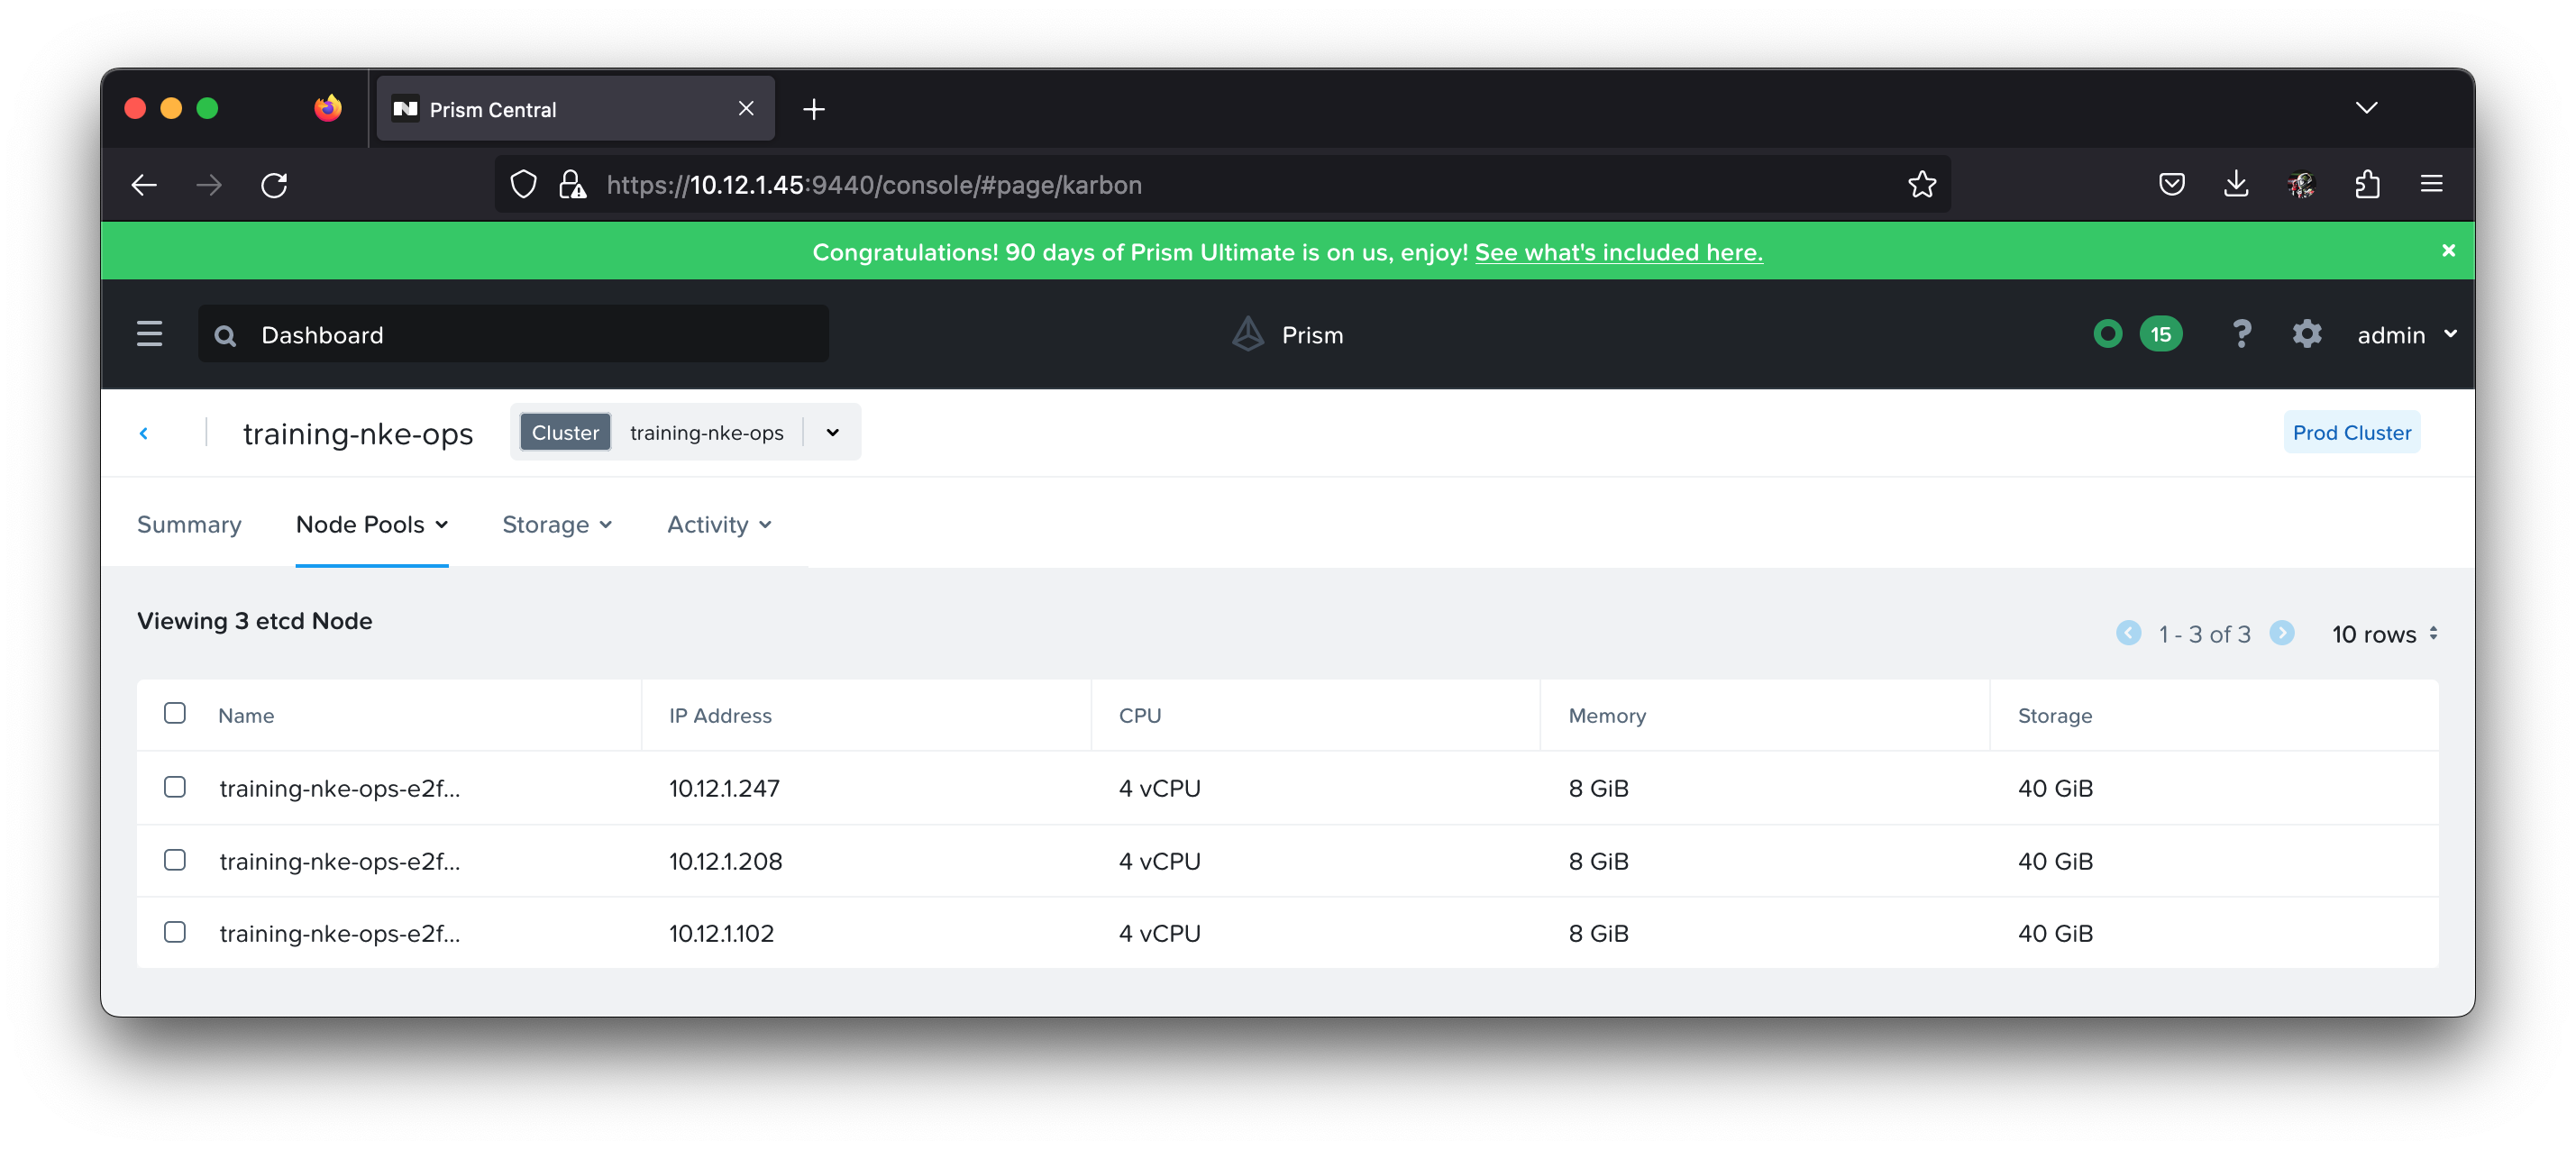 Prism Central
https://10.12.1.45:9440/console/#page/karbon
Congratulations! 90 days of Prism Ultimate is on us, enjoy! See what's included here.
Dashboard
Prism
15
?
admin
training-nke-ops
Cluster training-nke-ops
Prod Cluster
Summary Node Pools Storage Activity
Viewing 3 etcd Node
1 - 3 of 3 10 rows
Name IP Address CPU Memory Storage
training-nke-ops-e2f... 10.12.1.247 4 vCPU 8 GiB 40 GiB
training-nke-ops-e2f... 10.12.1.208 4 vCPU 8 GiB 40 GiB
training-nke-ops-e2f... 10.12.1.102 4 vCPU 8 GiB 40 GiB